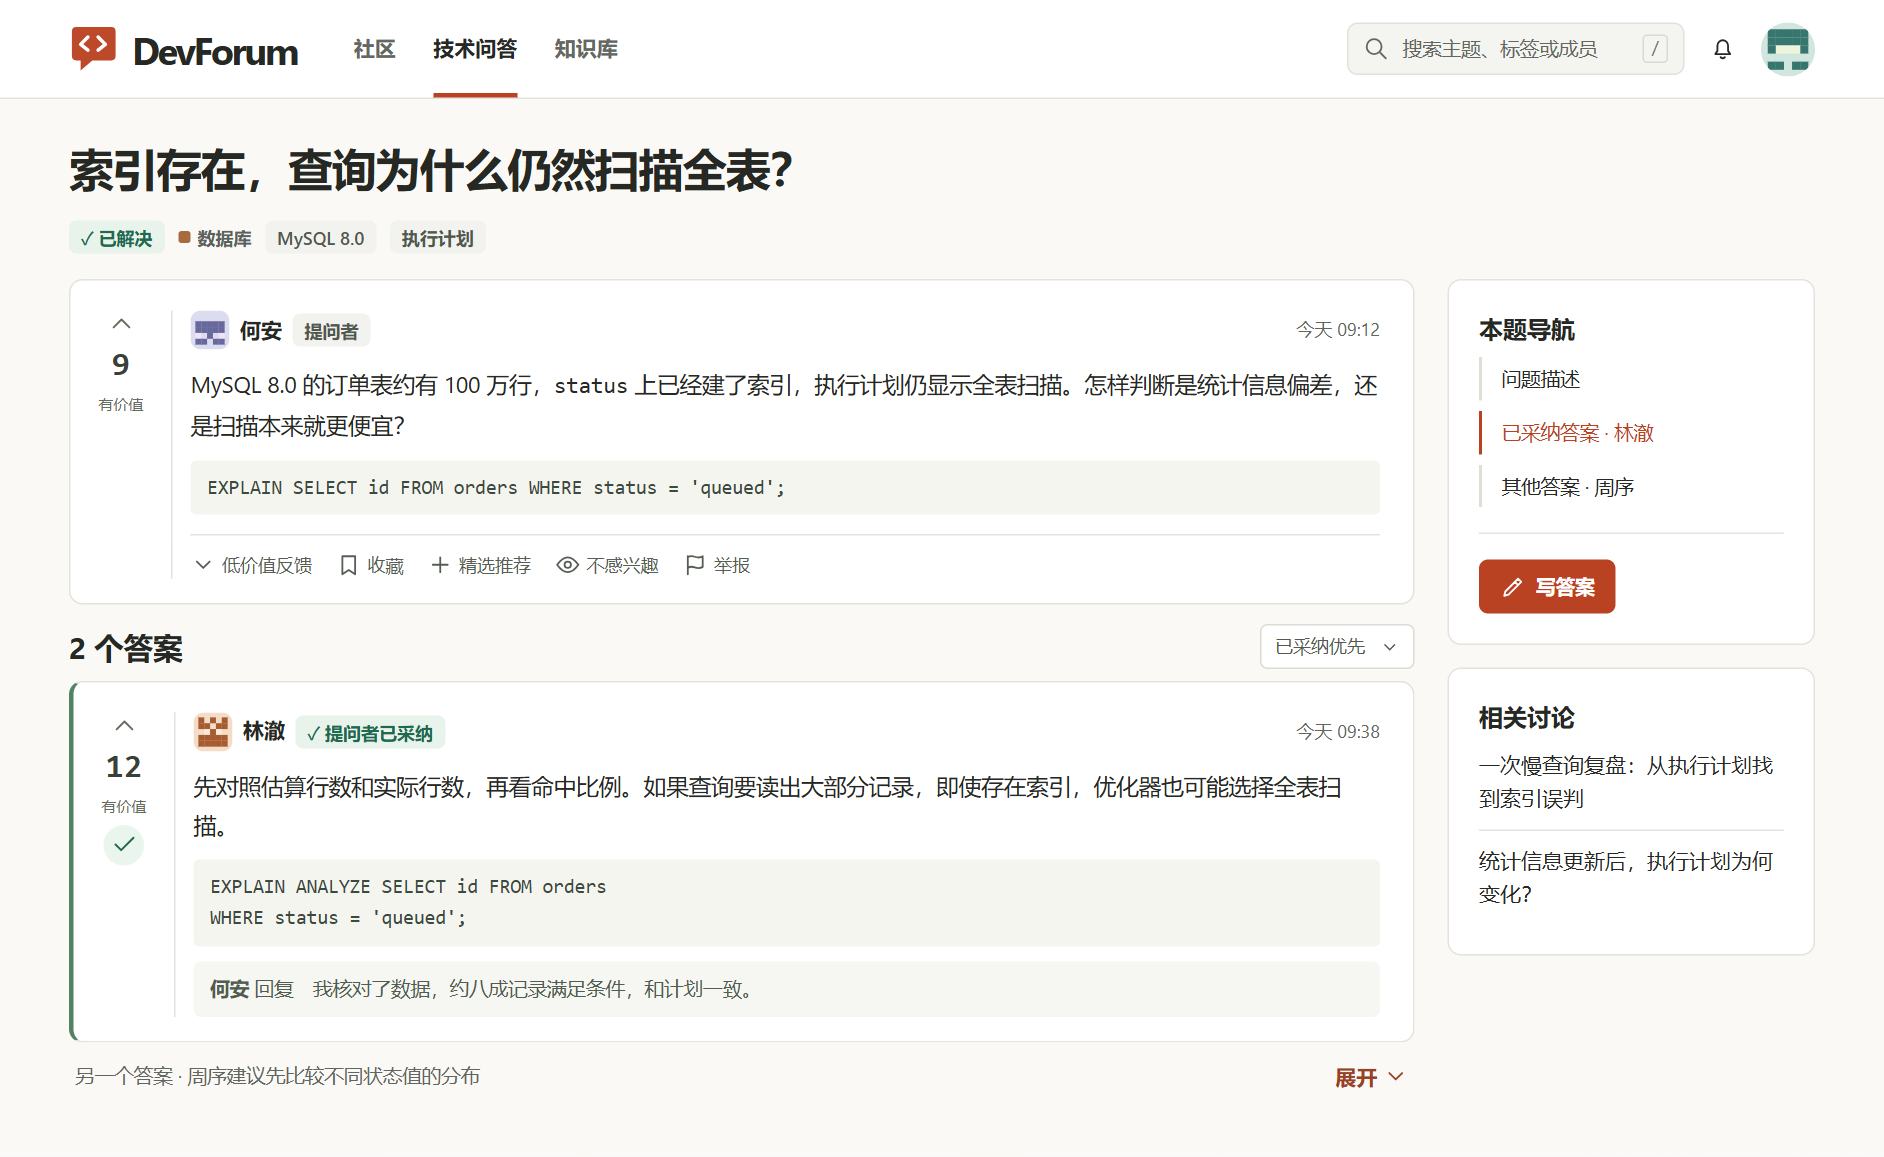 DevForum
社区
技术问答
知识库
搜索主题、标签或成员
/
索引存在，查询为什么仍然扫描全表？
✓已解决
数据库
MySQL 8.0
执行计划
9
有价值
何安
提问者
今天 09:12
MySQL 8.0 的订单表约有 100 万行，status 上已经建了索引，执行计划仍显示全表扫描。怎样判断是统计信息偏差，还
是扫描本来就更便宜？
EXPLAIN SELECT id FROM orders WHERE status = 'queued';
低价值反馈
收藏
精选推荐
不感兴趣
举报
2 个答案
已采纳优先
12
有价值
林澈
✓提问者已采纳
今天 09:38
先对照估算行数和实际行数，再看命中比例。如果查询要读出大部分记录，即使存在索引，优化器也可能选择全表扫
描。
EXPLAIN ANALYZE SELECT id FROM orders
WHERE status = 'queued';
何安 回复 我核对了数据，约八成记录满足条件，和计划一致。
另一个答案 · 周序建议先比较不同状态值的分布
展开
本题导航
问题描述
已采纳答案 · 林澈
其他答案 · 周序
写答案
相关讨论
一次慢查询复盘：从执行计划找
到索引误判
统计信息更新后，执行计划为何
变化？